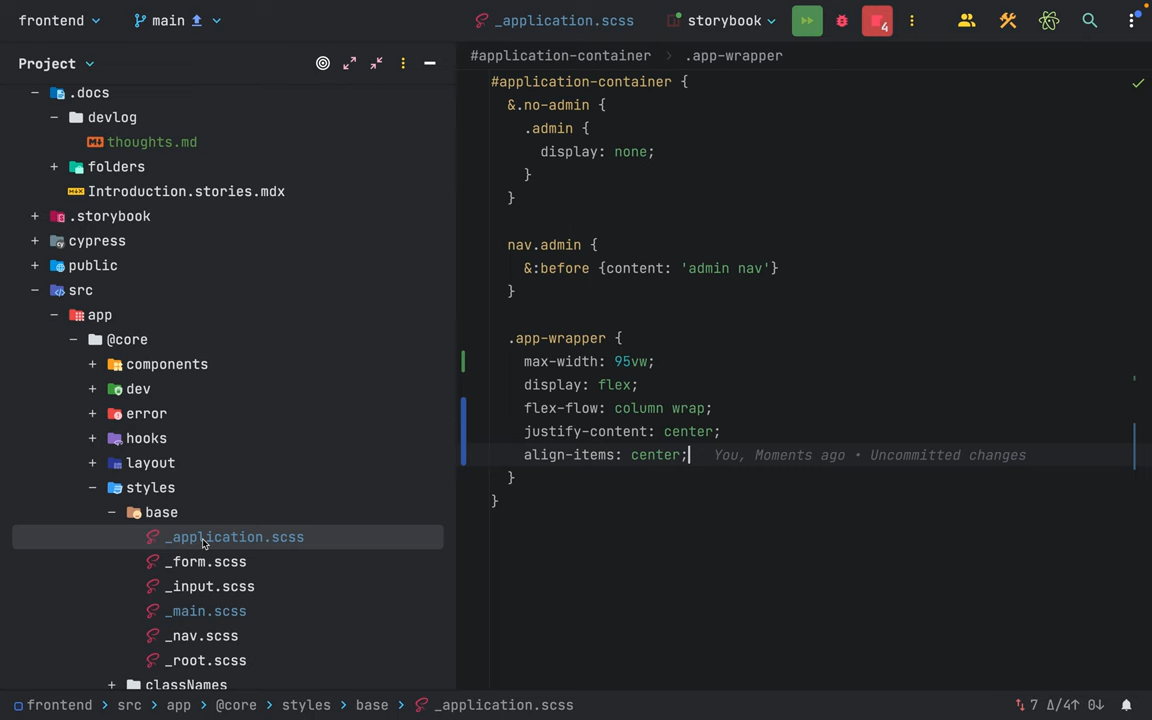 frontend
main
_application.scss
storybook
4
Project
.docs
devlog
thoughts.md
folders
Introduction.stories.mdx
.storybook
cypress
public
src
app
@core
components
dev
error
hooks
layout
styles
base
_application.scss
_form.scss
_input.scss
_main.scss
_nav.scss
_root.scss
classNames
#application-container > .app-wrapper
#application-container {
&.no-admin {
.admin {
display: none;
}
}
nav.admin {
&:before {content: 'admin nav'}
}
.app-wrapper {
max-width: 95vw;
display: flex;
flex-flow: column wrap;
justify-content: center;
align-items: center; You, Moments ago • Uncommitted changes
}
}
frontend > src > app > @core > styles > base > _application.scss
7 Δ/4↑ 0↓